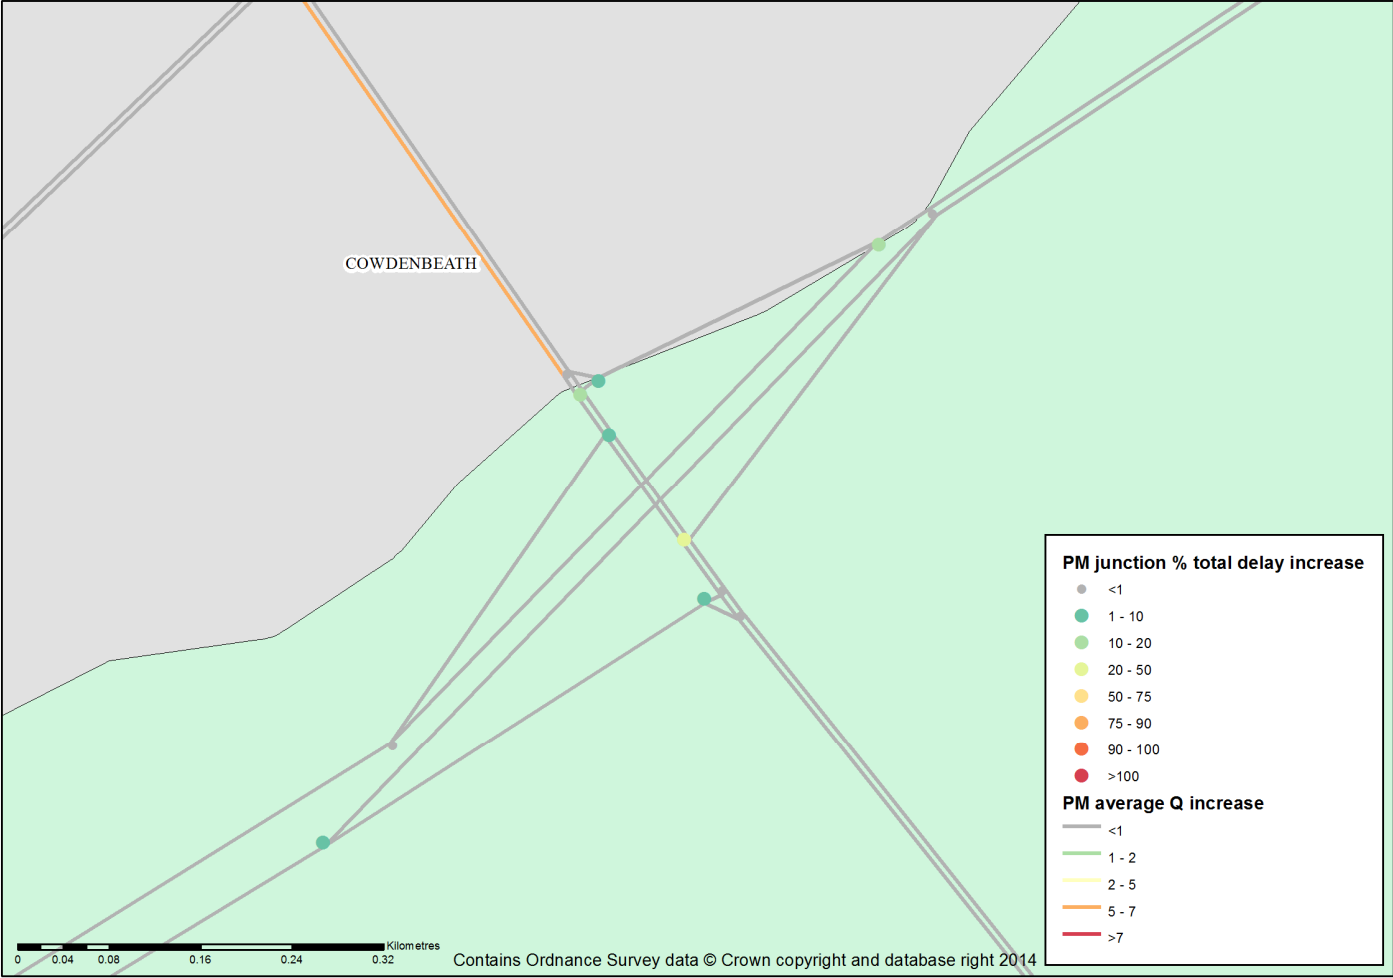 COWDENBEATH
PM junction % total delay increase
<1
1 - 10
10 - 20
20 - 50
50 - 75
75 - 90
90 - 100
>100
PM average Q increase
<1
1 - 2
2 - 5
5 - 7
>7
Kilometres
0 0.04 0.08 0.16 0.24 0.32
Contains Ordnance Survey data © Crown copyright and database right 2014